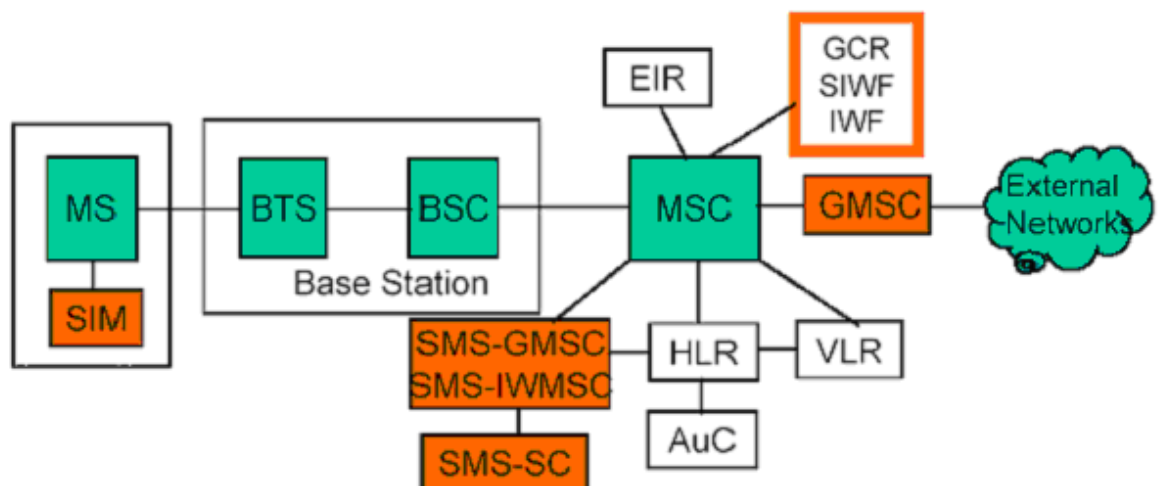 GCR
SIWF
IWF
EIR
MS
BTS
BSC
MSC
GMSC
External
Networks
Base Station
SIM
SMS-GMSC
SMS-IWMSC
HLR
VLR
AuC
SMS-SC